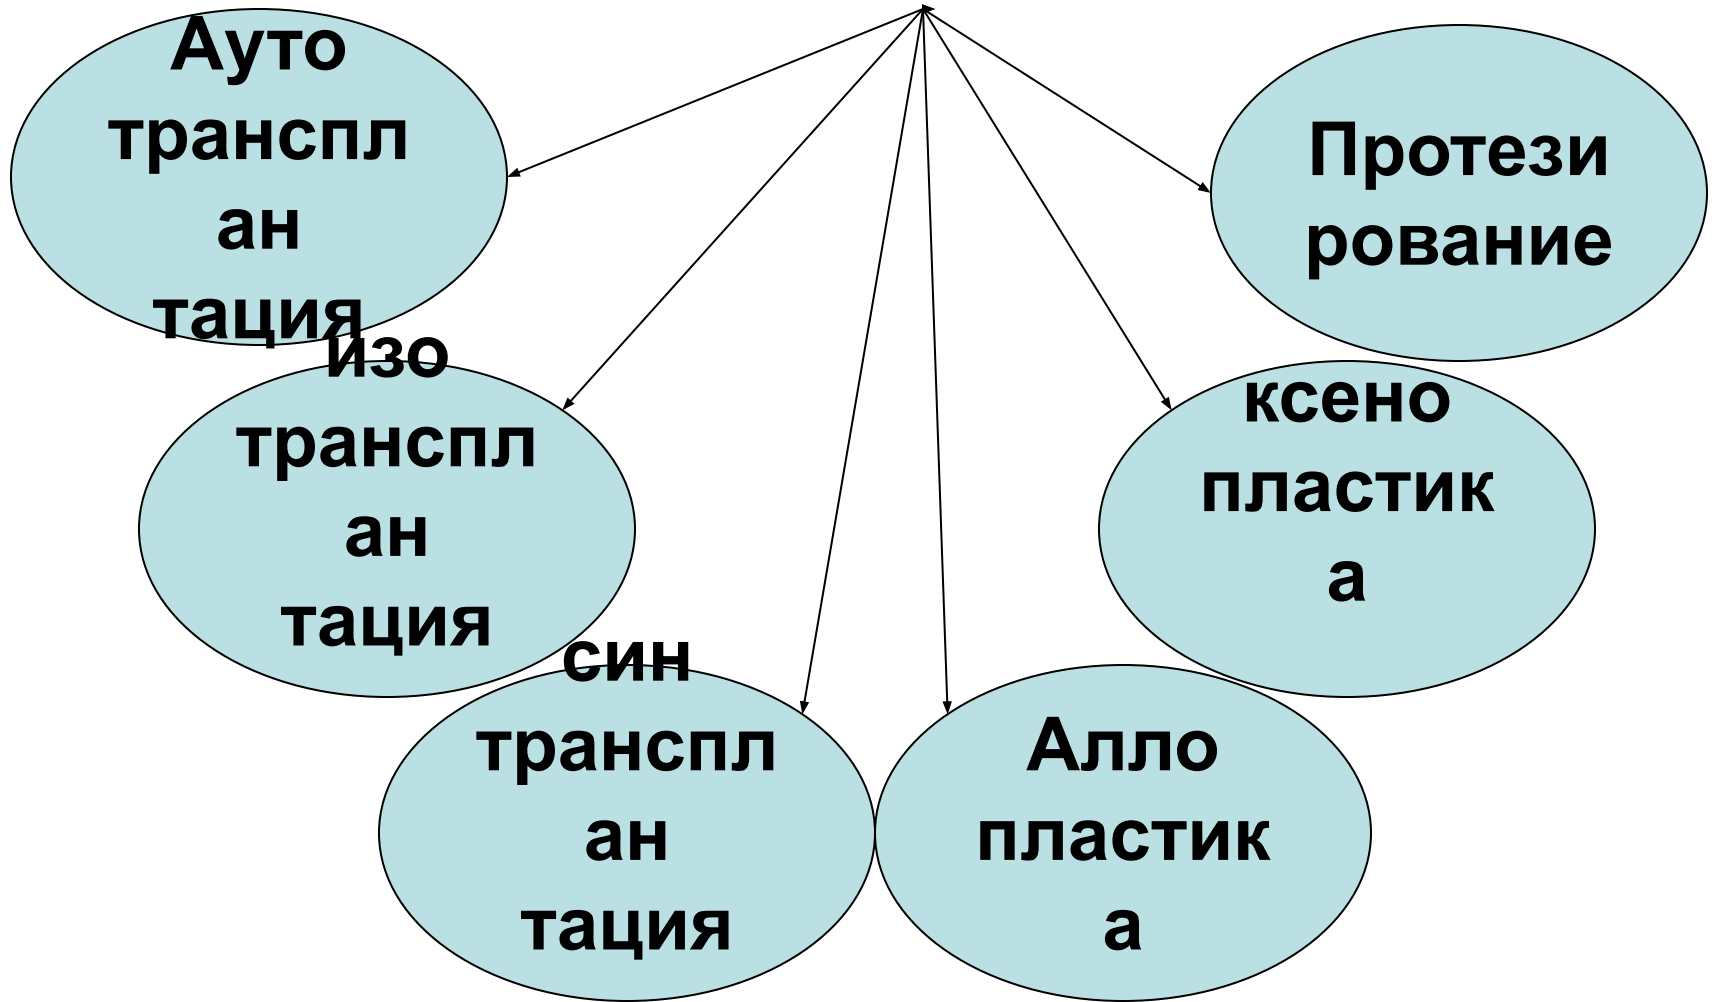 Ауто
транспл
ан
тация
изо
транспл
ан
тация
син
транспл
ан
тация
Алло
пластик
а
ксено
пластик
а
Протези
рование